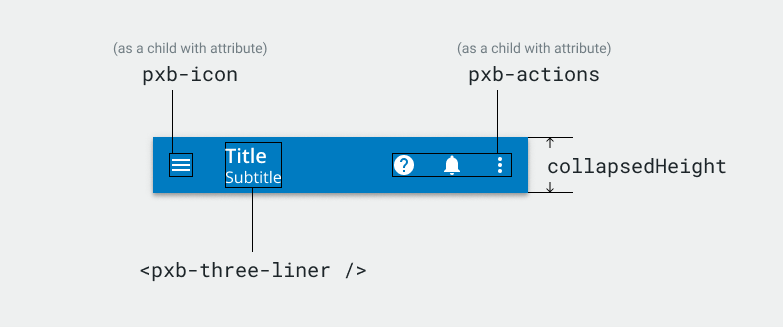 (as a child with attribute)
pxb-icon
(as a child with attribute)
pxb-actions
Title
Subtitle
collapsedHeight
<pxb-three-liner />